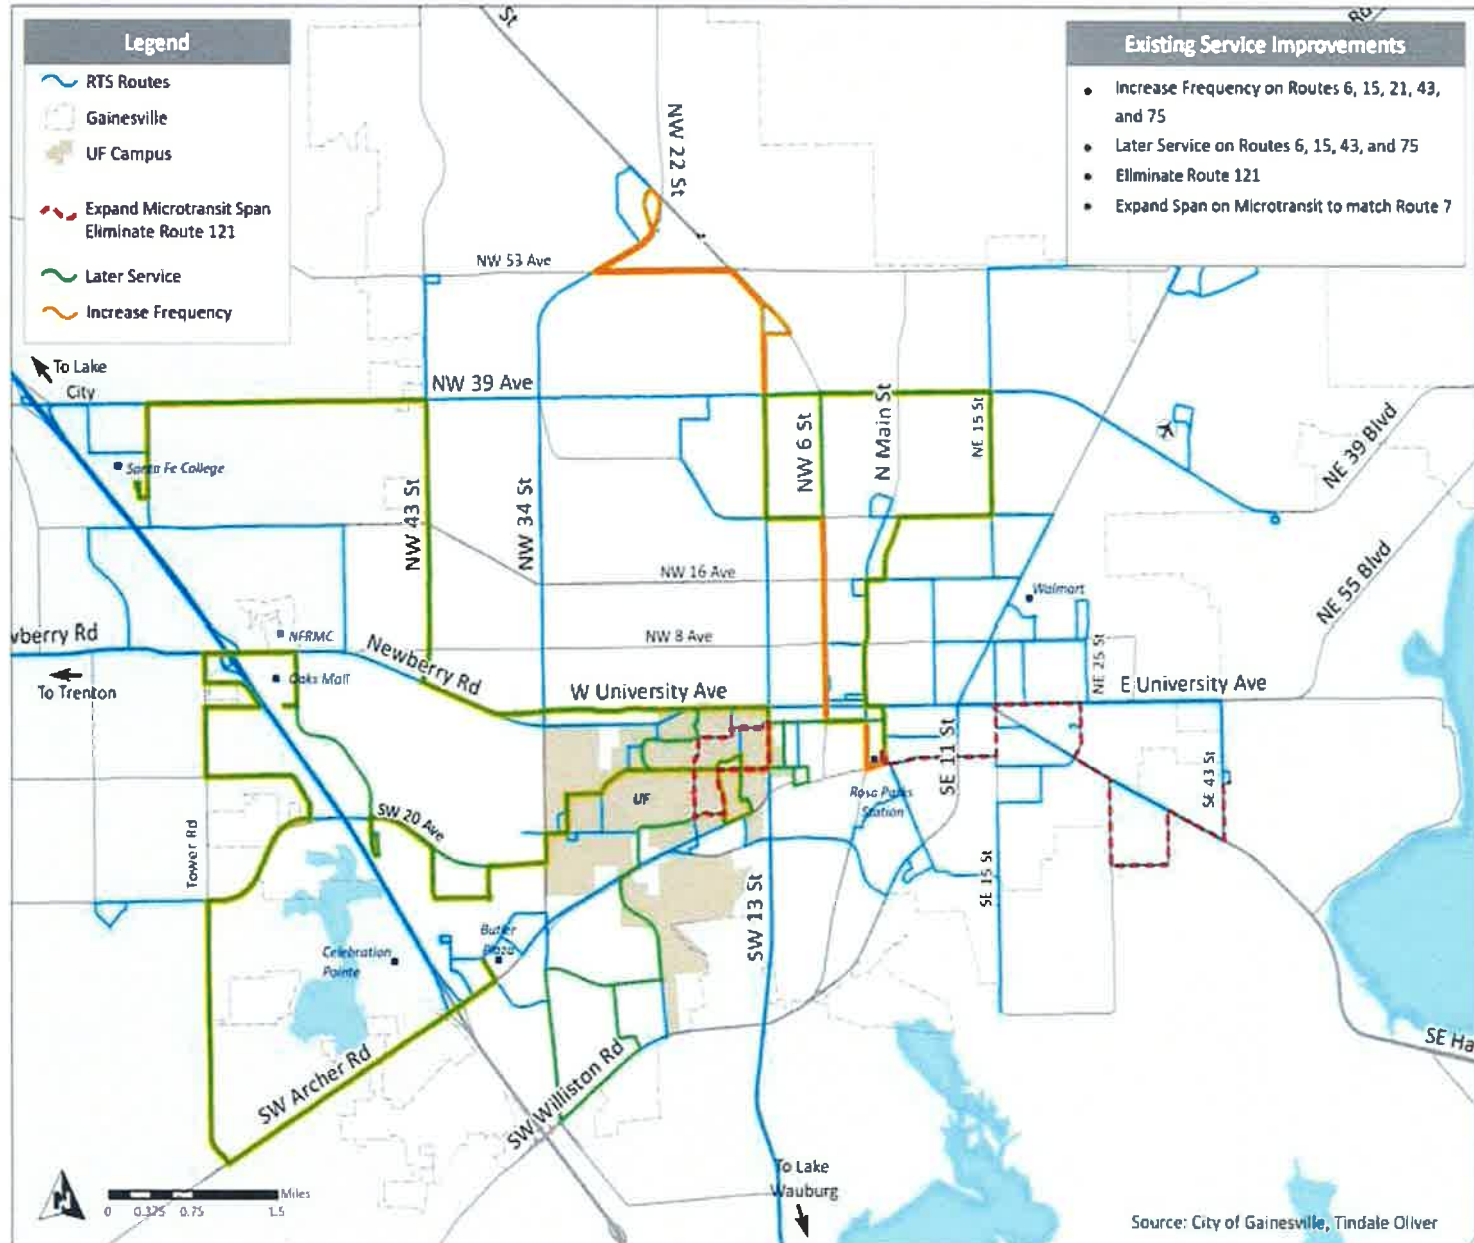 Legend
RTS Routes
Gainesville
UF Campus
Expand Microtransit Span
Eliminate Route 121
Later Service
Increase Frequency
Existing Service Improvements
Increase Frequency on Routes 6, 15, 21, 43,
and 75
Later Service on Routes 6, 15, 43, and 75
Eliminate Route 121
Expand Span on Microtransit to match Route 7
St
NW 22 St
NW 53 Ave
To Lake
City
NW 39 Ave
Santa Fe College
NW 43 St
NW 34 St
NW 6 St
N Main St
NE 15 St
NE 39 Blvd
NE 55 Blvd
NW 16 Ave
Walmart
wberry Rd
NFRMC
NW 8 Ave
Newberry Rd
To Trenton
Oaks Mall
W University Ave
NE 25 St
E University Ave
SE 11 St
SE 43 St
UF
Rosa Parks
Station
SW 20 Ave
Tower Rd
SE 15 St
SW 13 St
Butler
Plaza
Celebration
Pointe
SW Archer Rd
SW Williston Rd
SE Ha
To Lake
Wauburg
N
Miles
0 0.375 0.75 1.5
Source: City of Gainesville, Tindale Oliver